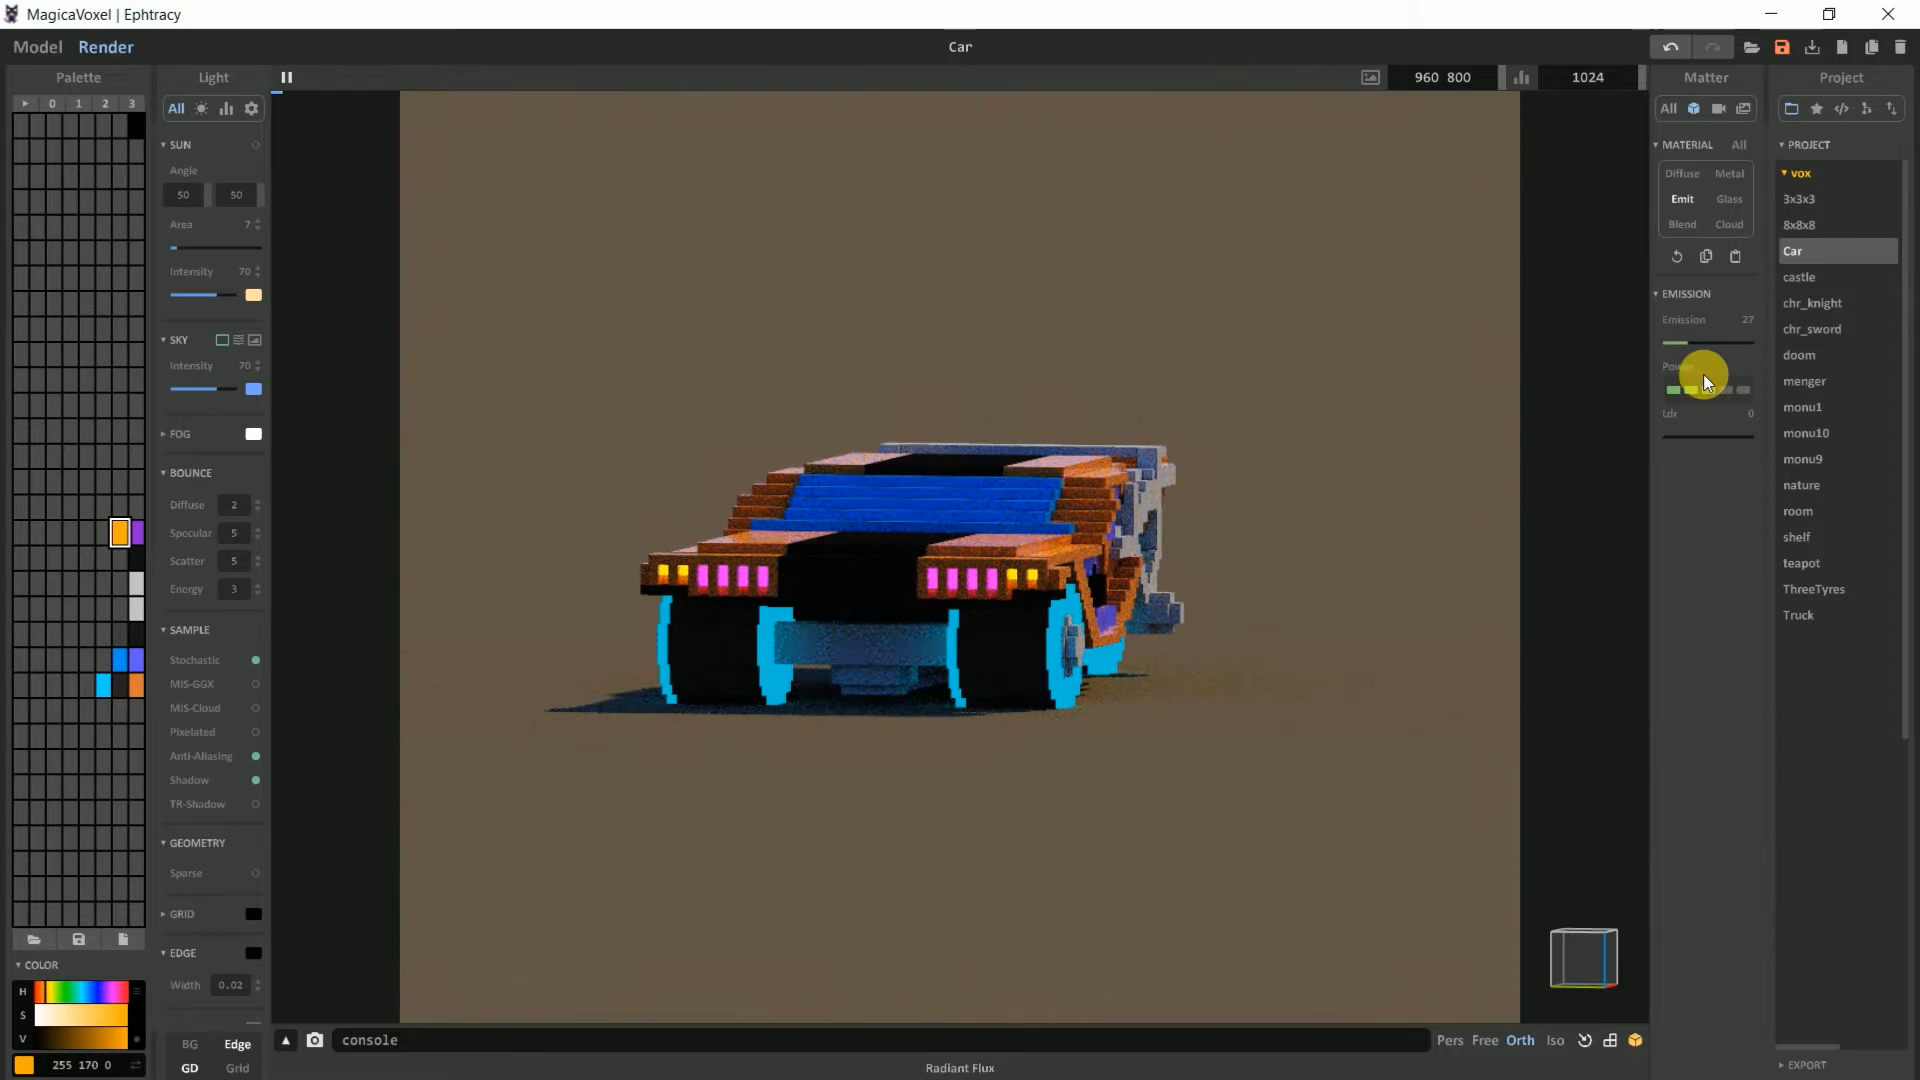 MagicaVoxel | Ephtracy
Model Render
Car
Palette
Light
960 800
1024
Matter
Project
0 1 2 3
All
All
SUN
Angle
50 50
Area 7
Intensity 70
SKY
Intensity 70
FOG
BOUNCE
Diffuse 2
Specular 5
Scatter 5
Energy 3
SAMPLE
Stochastic
MIS-GGX
MIS-Cloud
Pixelated
Anti-Aliasing
Shadow
TR-Shadow
GEOMETRY
Sparse
GRID
EDGE
Width 0.02
BG Edge
GD Grid
COLOR
H
S
V
255 170 0
console
Pers Free Orth Iso
Radiant Flux
MATERIAL All
Diffuse Metal
Emit Glass
Blend Cloud
EMISSION
Emission 27
Ldr 0
PROJECT
vox
3x3x3
8x8x8
Car
castle
chr_knight
chr_sword
doom
menger
monu1
monu10
monu9
nature
room
shelf
teapot
ThreeTyres
Truck
EXPORT